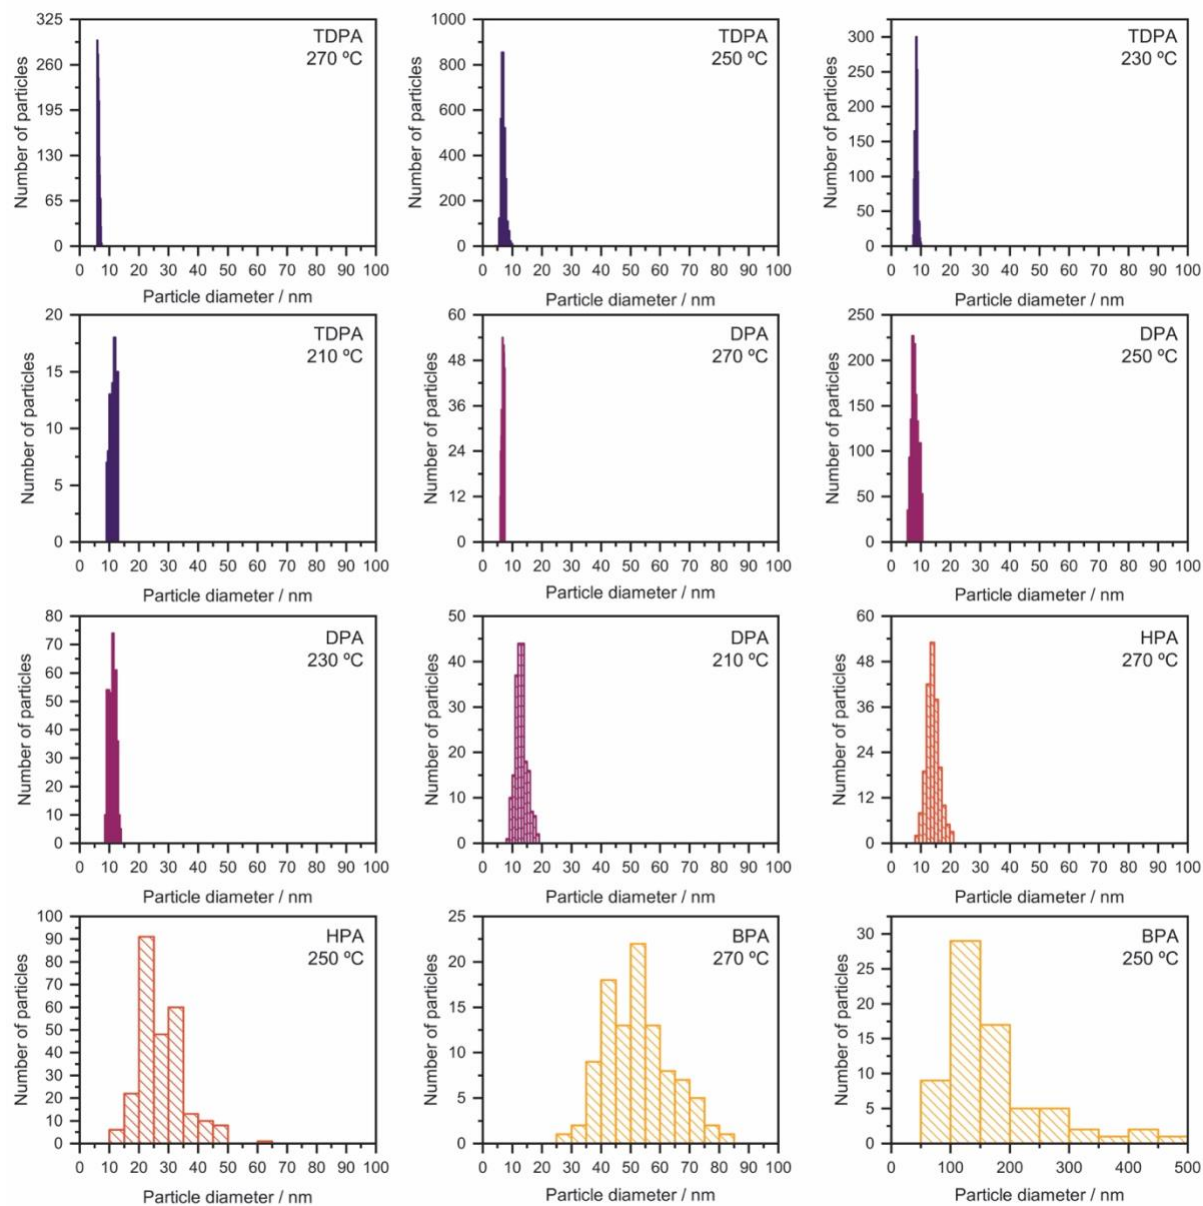 325
260
195
130
65
0
Number of particles
TDPA
270 ºC
0 10 20 30 40 50 60 70 80 90 100
Particle diameter / nm
1000
800
600
400
200
0
Number of particles
TDPA
250 ºC
0 10 20 30 40 50 60 70 80 90 100
Particle diameter / nm
300
250
200
150
100
50
0
Number of particles
TDPA
230 ºC
0 10 20 30 40 50 60 70 80 90 100
Particle diameter / nm
20
15
10
5
0
Number of particles
TDPA
210 ºC
0 10 20 30 40 50 60 70 80 90 100
Particle diameter / nm
60
48
36
24
12
0
Number of particles
DPA
270 ºC
0 10 20 30 40 50 60 70 80 90 100
Particle diameter / nm
250
200
150
100
50
0
Number of particles
DPA
250 ºC
0 10 20 30 40 50 60 70 80 90 100
Particle diameter / nm
80
70
60
50
40
30
20
10
0
Number of particles
DPA
230 ºC
0 10 20 30 40 50 60 70 80 90 100
Particle diameter / nm
50
40
30
20
10
0
Number of particles
DPA
210 ºC
0 10 20 30 40 50 60 70 80 90 100
Particle diameter / nm
60
48
36
24
12
0
Number of particles
HPA
270 ºC
0 10 20 30 40 50 60 70 80 90 100
Particle diameter / nm
100
90
80
70
60
50
40
30
20
10
0
Number of particles
HPA
250 ºC
0 10 20 30 40 50 60 70 80 90 100
Particle diameter / nm
25
20
15
10
5
0
Number of particles
BPA
270 ºC
0 10 20 30 40 50 60 70 80 90 100
Particle diameter / nm
30
25
20
15
10
5
0
Number of particles
BPA
250 ºC
0 100 200 300 400 500
Particle diameter / nm